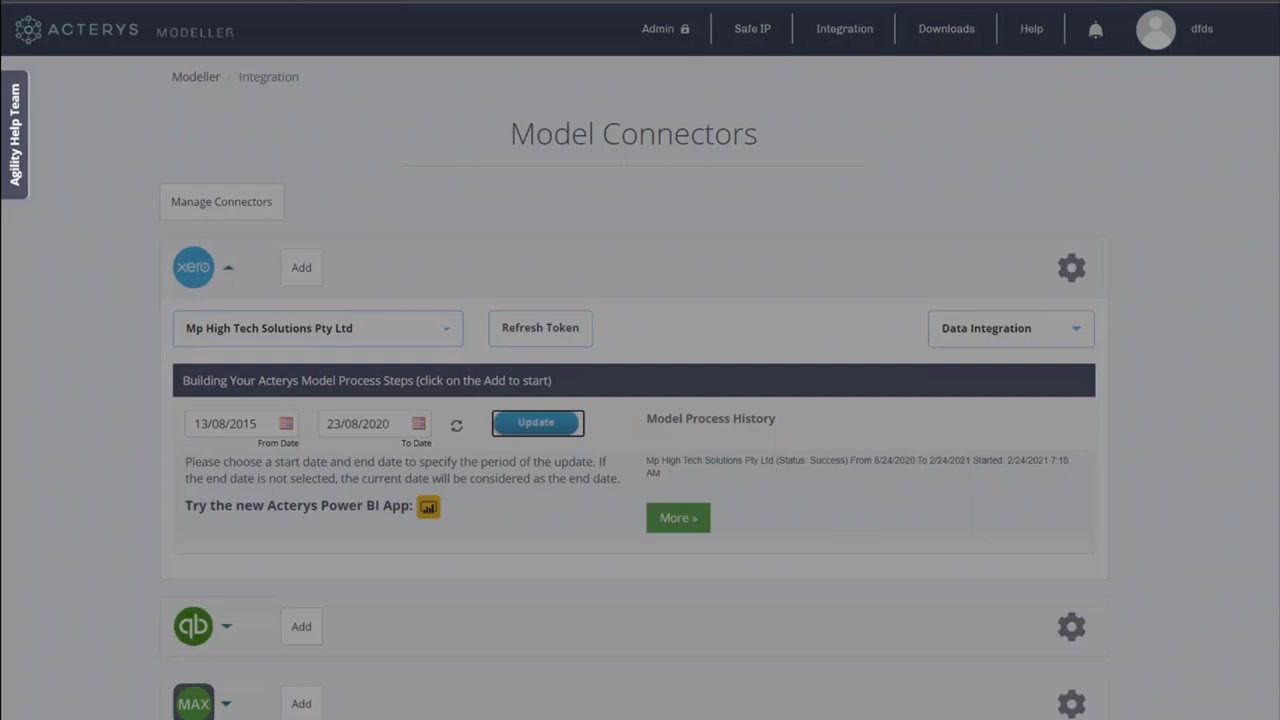 ACTERYS MODELLER
Admin
Safe IP
Integration
Downloads
Help
dfds
Agility Help Team
Modeller
Integration
Model Connectors
Manage Connectors
xero
Add
Mp High Tech Solutions Pty Ltd
Refresh Token
Data Integration
Building Your Acterys Model Process Steps (click on the Add to start)
13/08/2015
From Date
23/08/2020
To Date
Update
Please choose a start date and end date to specify the period of the update. If
the end date is not selected, the current date will be considered as the end date.
Try the new Acterys Power BI App:
Model Process History
Mp High Tech Solutions Pty Ltd (Status: Success) From 8/24/2020 To 2/24/2021 Started: 2/24/2021 7:18
AM
More »
qb
Add
MAX
Add